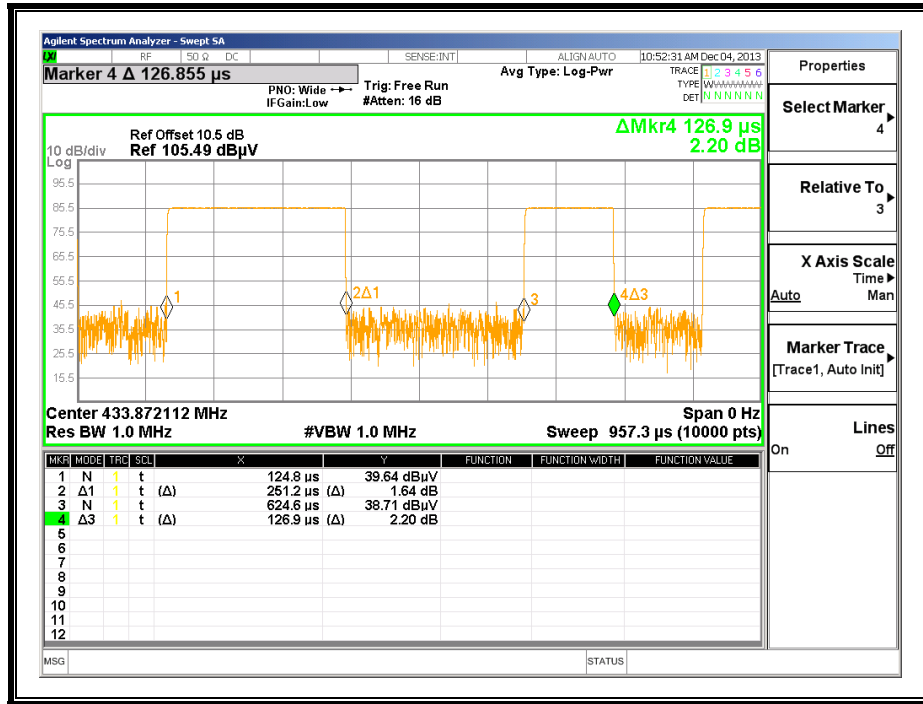 Agilent Spectrum Analyzer - Swept SA
LXI RF 50 Ω DC SENSE:INT ALIGN AUTO 10:52:31 AM Dec 04, 2013
Marker 4 Δ 126.855 µs
PNO: Wide
IFGain:Low
Trig: Free Run
#Atten: 16 dB
Avg Type: Log-Pwr
TRACE 1 2 3 4 5 6
TYPE WWWWWW
DET N N N N N N
Ref Offset 10.5 dB
10 dB/div Ref 105.49 dBµV
Log
ΔMkr4 126.9 µs
2.20 dB
95.5
85.5
75.5
65.5
55.5
45.5
35.5
25.5
15.5
1
2Δ1
3
4Δ3
Center 433.872112 MHz Span 0 Hz
Res BW 1.0 MHz #VBW 1.0 MHz Sweep 957.3 µs (10000 pts)
MKR MODE TRC SCL X Y FUNCTION FUNCTION WIDTH FUNCTION VALUE
1 N 1 t 124.8 µs 39.64 dBµV
2 Δ1 1 t (Δ) 251.2 µs (Δ) 1.64 dB
3 N 1 t 624.6 µs 38.71 dBµV
4 Δ3 1 t (Δ) 126.9 µs (Δ) 2.20 dB
5
6
7
8
9
10
11
12
MSG STATUS
Properties
Select Marker
4
Relative To
3
X Axis Scale
Time
Auto Man
Marker Trace
[Trace1, Auto Init]
Lines
On Off